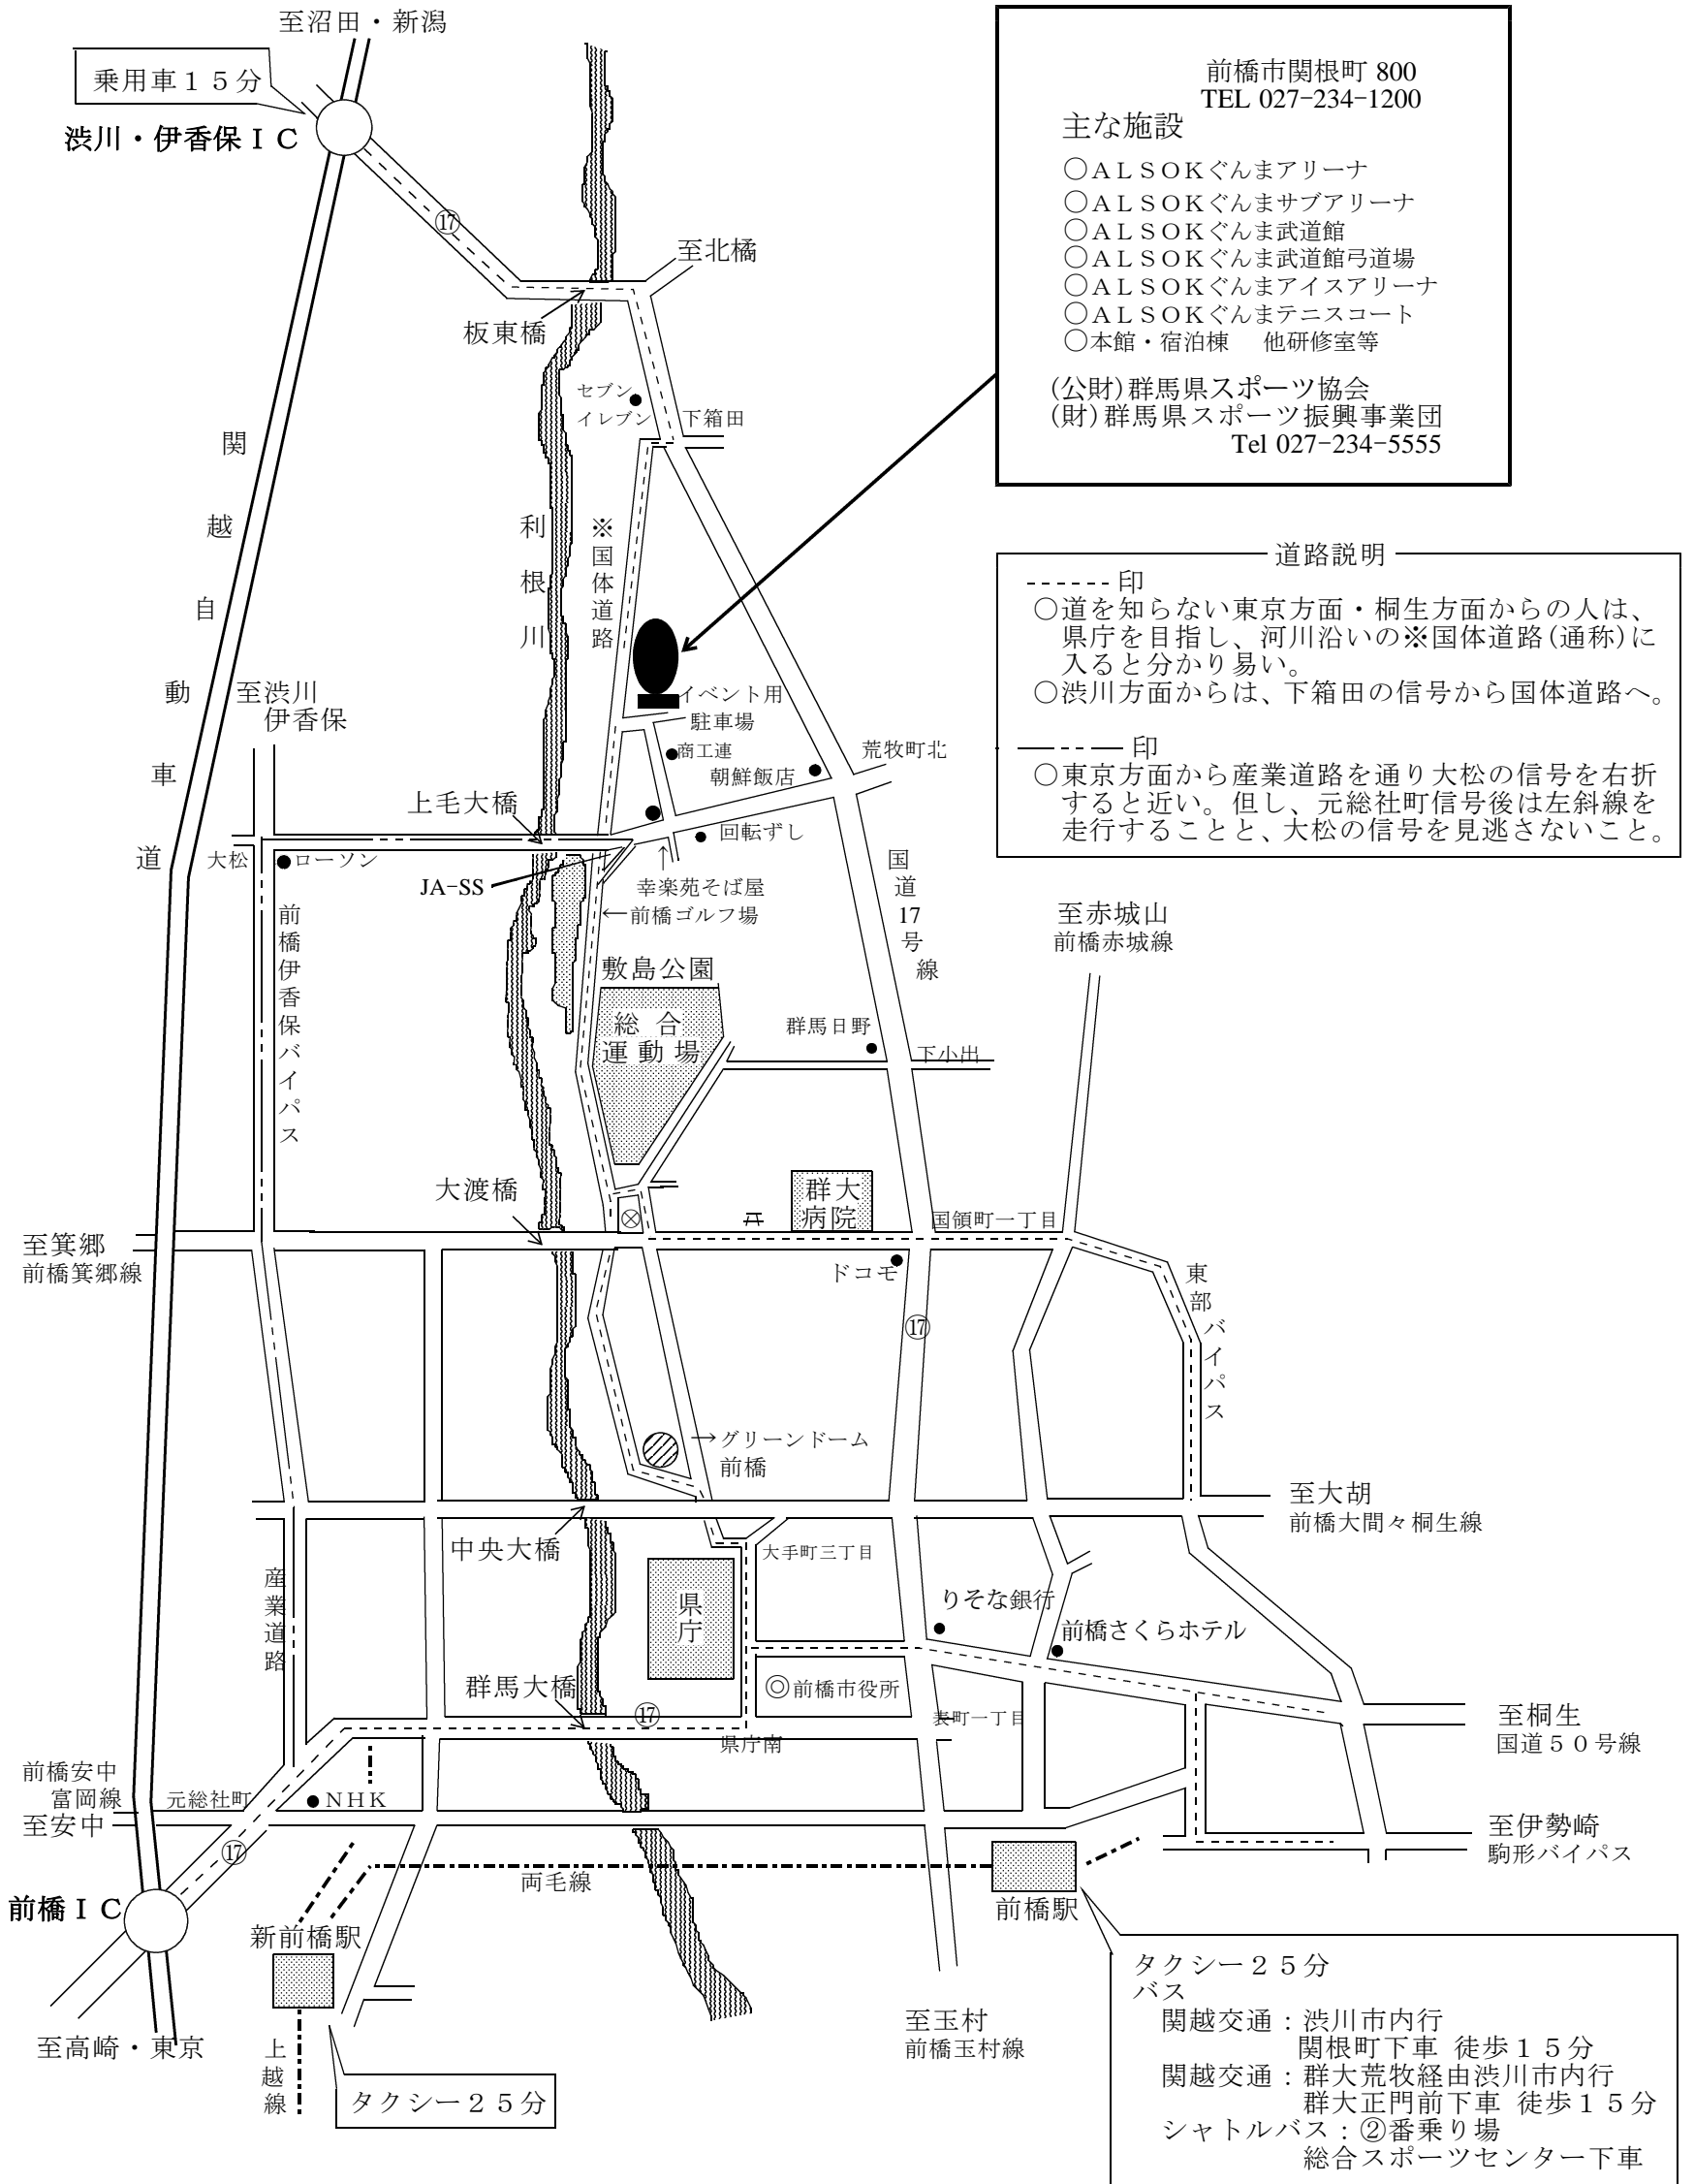 至沼田・新潟
乗用車１５分
渋川・伊香保ＩＣ
⑰
至北橘
板東橋
セブン
イレブン
下箱田
前橋市関根町 800
TEL 027-234-1200
主な施設
○ＡＬＳＯＫぐんまアリーナ
○ＡＬＳＯＫぐんまサブアリーナ
○ＡＬＳＯＫぐんま武道館
○ＡＬＳＯＫぐんま武道館弓道場
○ＡＬＳＯＫぐんまアイスアリーナ
○ＡＬＳＯＫぐんまテニスコート
○本館・宿泊棟　他研修室等
(公財)群馬県スポーツ協会
(財)群馬県スポーツ振興事業団
Tel 027-234-5555
関越自動車道
利根川
※国体道路
道路説明
------ 印
○道を知らない東京方面・桐生方面からの人は、
県庁を目指し、河川沿いの※国体道路(通称)に
入ると分かり易い。
○渋川方面からは、下箱田の信号から国体道路へ。
印
○東京方面から産業道路を通り大松の信号を右折
すると近い。但し、元総社町信号後は左斜線を
走行することと、大松の信号を見逃さないこと。
至渋川
伊香保
イベント用
駐車場
商工連
朝鮮飯店
荒牧町北
上毛大橋
回転ずし
大松
ローソン
JA-SS
↑
幸楽苑そば屋
←前橋ゴルフ場
国道17号線
前橋伊香保バイパス
至赤城山
前橋赤城線
敷島公園
総合
運動場
群馬日野
下小出
大渡橋
群大
病院
国領町一丁目
至箕郷
前橋箕郷線
ドコモ
東部バイパス
⑰
→グリーンドーム
前橋
至大胡
前橋大間々桐生線
中央大橋
大手町三丁目
産業道路
県庁
りそな銀行
前橋さくらホテル
群馬大橋
⑰
◎前橋市役所
表町一丁目
県庁南
至桐生
国道５０号線
前橋安中
富岡線
至安中
元総社町
ＮＨＫ
⑰
至伊勢崎
駒形バイパス
両毛線
前橋ＩＣ
前橋駅
新前橋駅
至高崎・東京
上越線
タクシー２５分
至玉村
前橋玉村線
タクシー２５分
バス
関越交通：渋川市内行
関根町下車 徒歩１５分
関越交通：群大荒牧経由渋川市内行
群大正門前下車 徒歩１５分
シャトルバス：②番乗り場
総合スポーツセンター下車